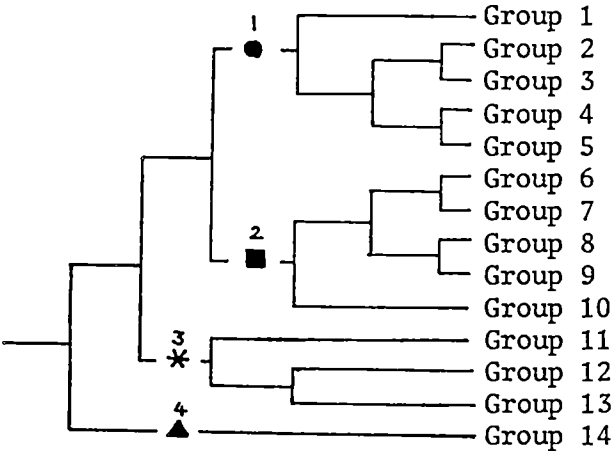 1
Group 1
Group 2
Group 3
Group 4
Group 5
Group 6
Group 7
2
Group 8
Group 9
Group 10
3
Group 11
Group 12
Group 13
4
Group 14